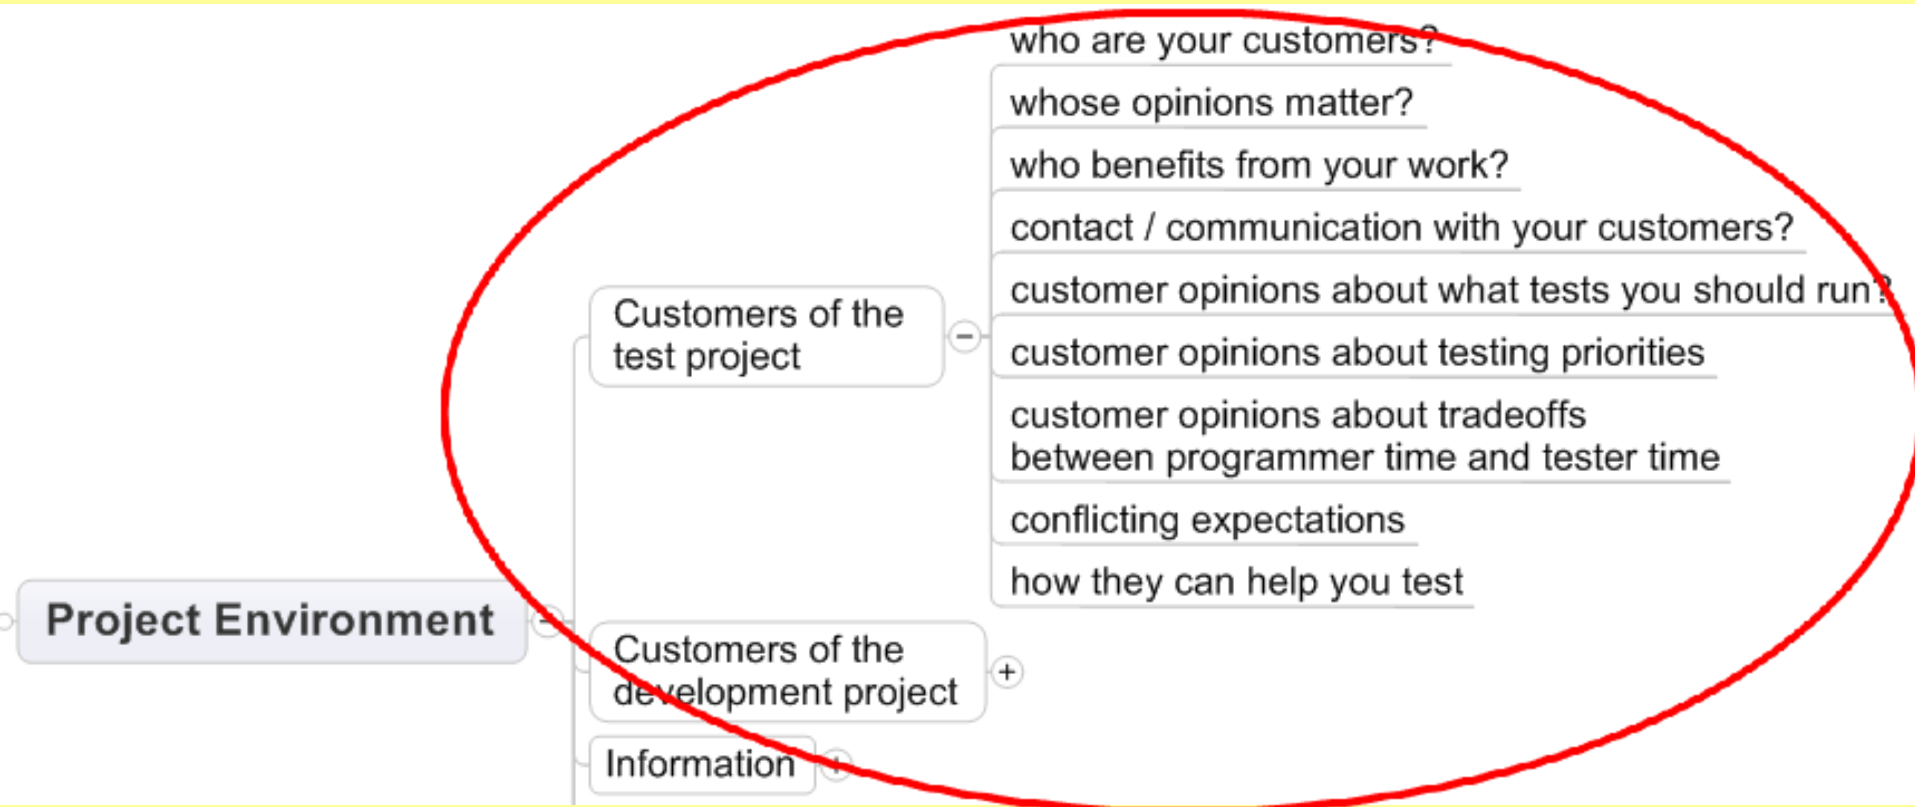 who are your customers?
whose opinions matter?
who benefits from your work?
contact / communication with your customers?
customer opinions about what tests you should run?
Customers of the
test project
customer opinions about testing priorities
customer opinions about tradeoffs
between programmer time and tester time
conflicting expectations
how they can help you test
Project Environment
Customers of the
development project
Information